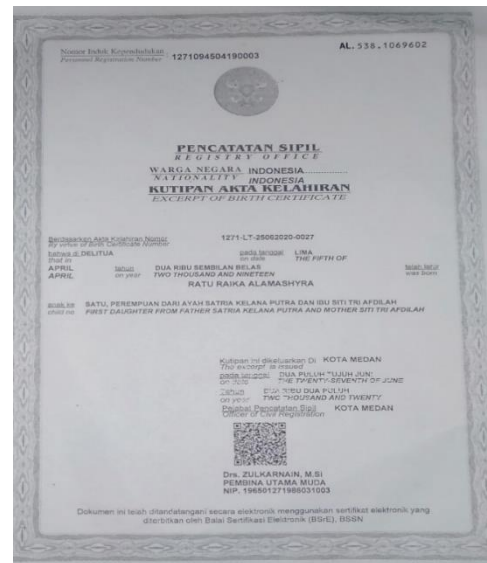 Nomor Induk Kependudukan
Personal Registration Number 1271094504190003
AL. 538.1069602
PENCATATAN SIPIL
REGISTRY OFFICE
WARGA NEGARA INDONESIA
NATIONALITY INDONESIA
KUTIPAN AKTA KELAHIRAN
EXCERPT OF BIRTH CERTIFICATE
Berdasarkan Akta Kelahiran Nomor 1271-LT-25062020-0027
By virtue of Birth Certificate Number
bahwa di DELITUA pada tanggal LIMA
that in on date THE FIFTH OF
APRIL tahun DUA RIBU SEMBILAN BELAS telah lahir
APRIL on year TWO THOUSAND AND NINETEEN was born
RATU RAIKA ALAMASHYRA
anak ke SATU, PEREMPUAN DARI AYAH SATRIA KELANA PUTRA DAN IBU SITI TRI AFDILAH
child no FIRST DAUGHTER FROM FATHER SATRIA KELANA PUTRA AND MOTHER SITI TRI AFDILAH
Kutipan ini dikeluarkan Di KOTA MEDAN
The excerpt is issued
pada tanggal DUA PULUH TUJUH JUNI
on date THE TWENTY-SEVENTH OF JUNE
Tahun DUA RIBU DUA PULUH
on year TWO THOUSAND AND TWENTY
Pejabat Pencatatan Sipil KOTA MEDAN
Officer of Civil Registration
Drs. ZULKARNAIN, M.Si
PEMBINA UTAMA MUDA
NIP. 196501271986031003
Dokumen ini telah ditandatangani secara elektronik menggunakan sertifikat elektronik yang
diterbitkan oleh Balai Sertifikasi Elektronik (BSrE), BSSN